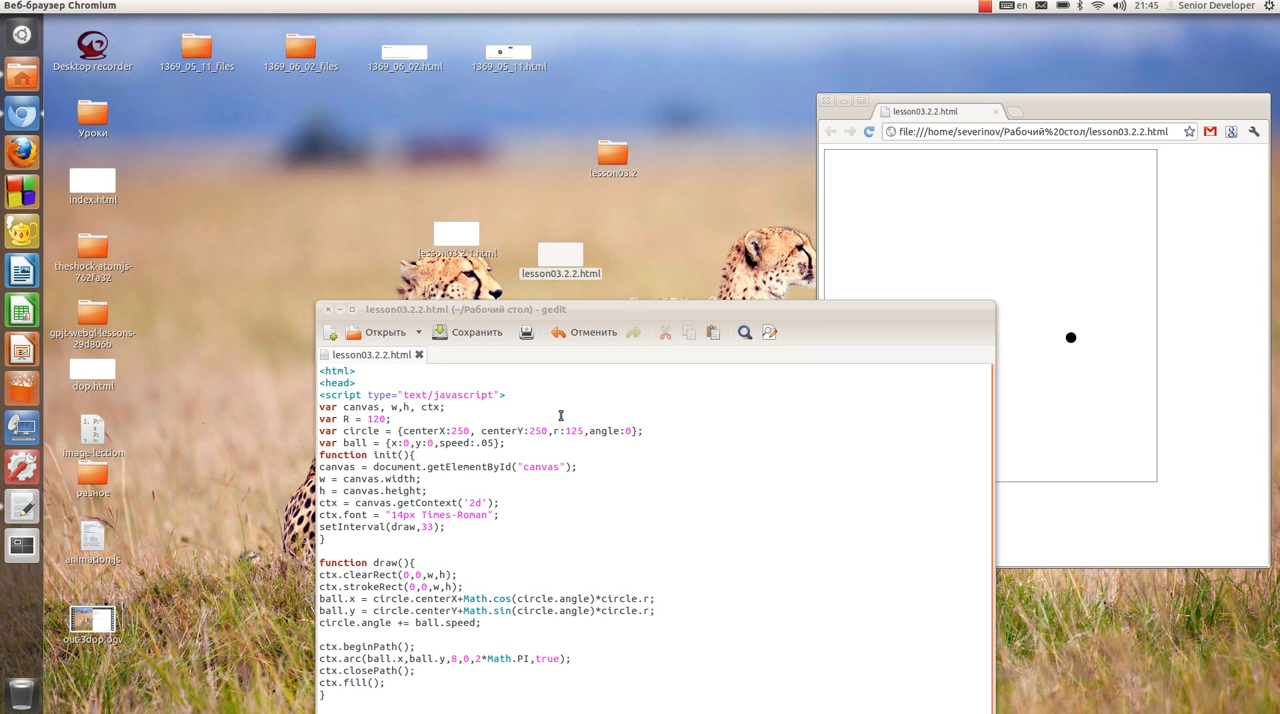 Веб-браузер Chromium
en
21:45
Senior Developer
Desktop recorder
1369_05_11_files
1369_06_02_files
1369_06_02.html
1369_05_11.html
Уроки
index.html
theshock-atomjs-
762fa32
gpjt-webgl-lessons-
29d806b
dop.html
image-lection
разное
animation.js
out-3dop.ogv
lesson03.2
lesson03.2.1.html
lesson03.2.2.html
lesson03.2.2.html
file:///home/severinov/Рабочий%20стол/lesson03.2.2.html
lesson03.2.2.html (~/Рабочий стол) - gedit
Открыть
Сохранить
Отменить
lesson03.2.2.html
<html>
<head>
<script type="text/javascript">
var canvas, w,h, ctx;
var R = 120;
var circle = {centerX:250, centerY:250,r:125,angle:0};
var ball = {x:0,y:0,speed:.05};
function init(){
canvas = document.getElementById("canvas");
w = canvas.width;
h = canvas.height;
ctx = canvas.getContext('2d');
ctx.font = "14px Times-Roman";
setInterval(draw,33);
}
function draw(){
ctx.clearRect(0,0,w,h);
ctx.strokeRect(0,0,w,h);
ball.x = circle.centerX+Math.cos(circle.angle)*circle.r;
ball.y = circle.centerY+Math.sin(circle.angle)*circle.r;
circle.angle += ball.speed;
ctx.beginPath();
ctx.arc(ball.x,ball.y,8,0,2*Math.PI,true);
ctx.closePath();
ctx.fill();
}